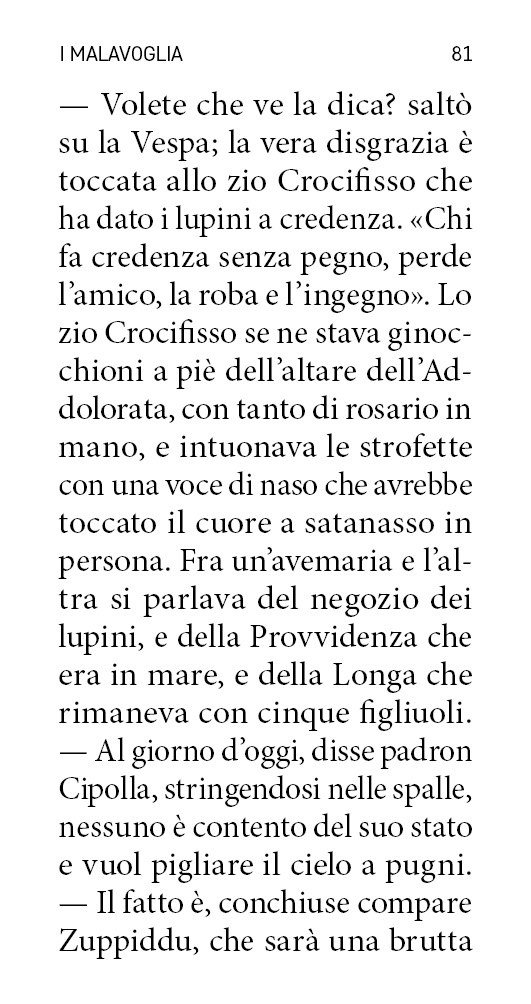 I MALAVOGLIA 81
— Volete che ve la dica? saltò
su la Vespa; la vera disgrazia è
toccata allo zio Crocifisso che
ha dato i lupini a credenza. «Chi
fa credenza senza pegno, perde
l’amico, la roba e l’ingegno». Lo
zio Crocifisso se ne stava ginoc-
chioni a piè dell’altare dell’Ad-
dolorata, con tanto di rosario in
mano, e intuonava le strofette
con una voce di naso che avrebbe
toccato il cuore a satanasso in
persona. Fra un’avemaria e l’al-
tra si parlava del negozio dei
lupini, e della Provvidenza che
era in mare, e della Longa che
rimaneva con cinque figliuoli.
— Al giorno d’oggi, disse padron
Cipolla, stringendosi nelle spalle,
nessuno è contento del suo stato
e vuol pigliare il cielo a pugni.
— Il fatto è, conchiuse compare
Zuppiddu, che sarà una brutta